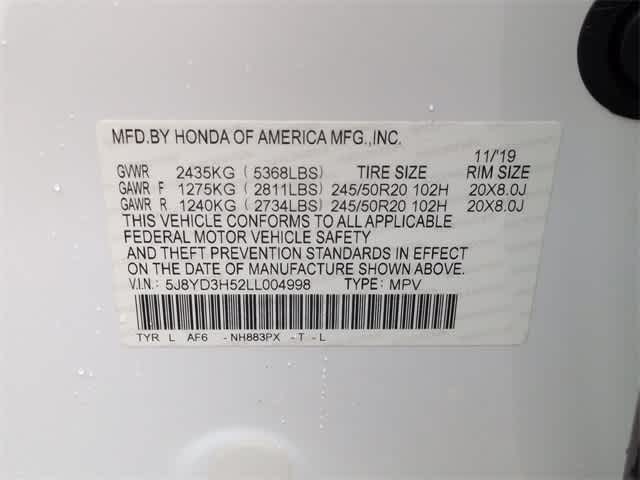 MFD.BY HONDA OF AMERICA MFG.,INC.
11/'19
GVWR 2435KG ( 5368LBS ) TIRE SIZE RIM SIZE
GAWR F 1275KG ( 2811LBS ) 245/50R20 102H 20X8.0J
GAWR R 1240KG ( 2734LBS ) 245/50R20 102H 20X8.0J
THIS VEHICLE CONFORMS TO ALL APPLICABLE
FEDERAL MOTOR VEHICLE SAFETY
AND THEFT PREVENTION STANDARDS IN EFFECT
ON THE DATE OF MANUFACTURE SHOWN ABOVE.
V.I.N.: 5J8YD3H52LL004998 TYPE: MPV
TYR L AF6 -NH883PX -T -L